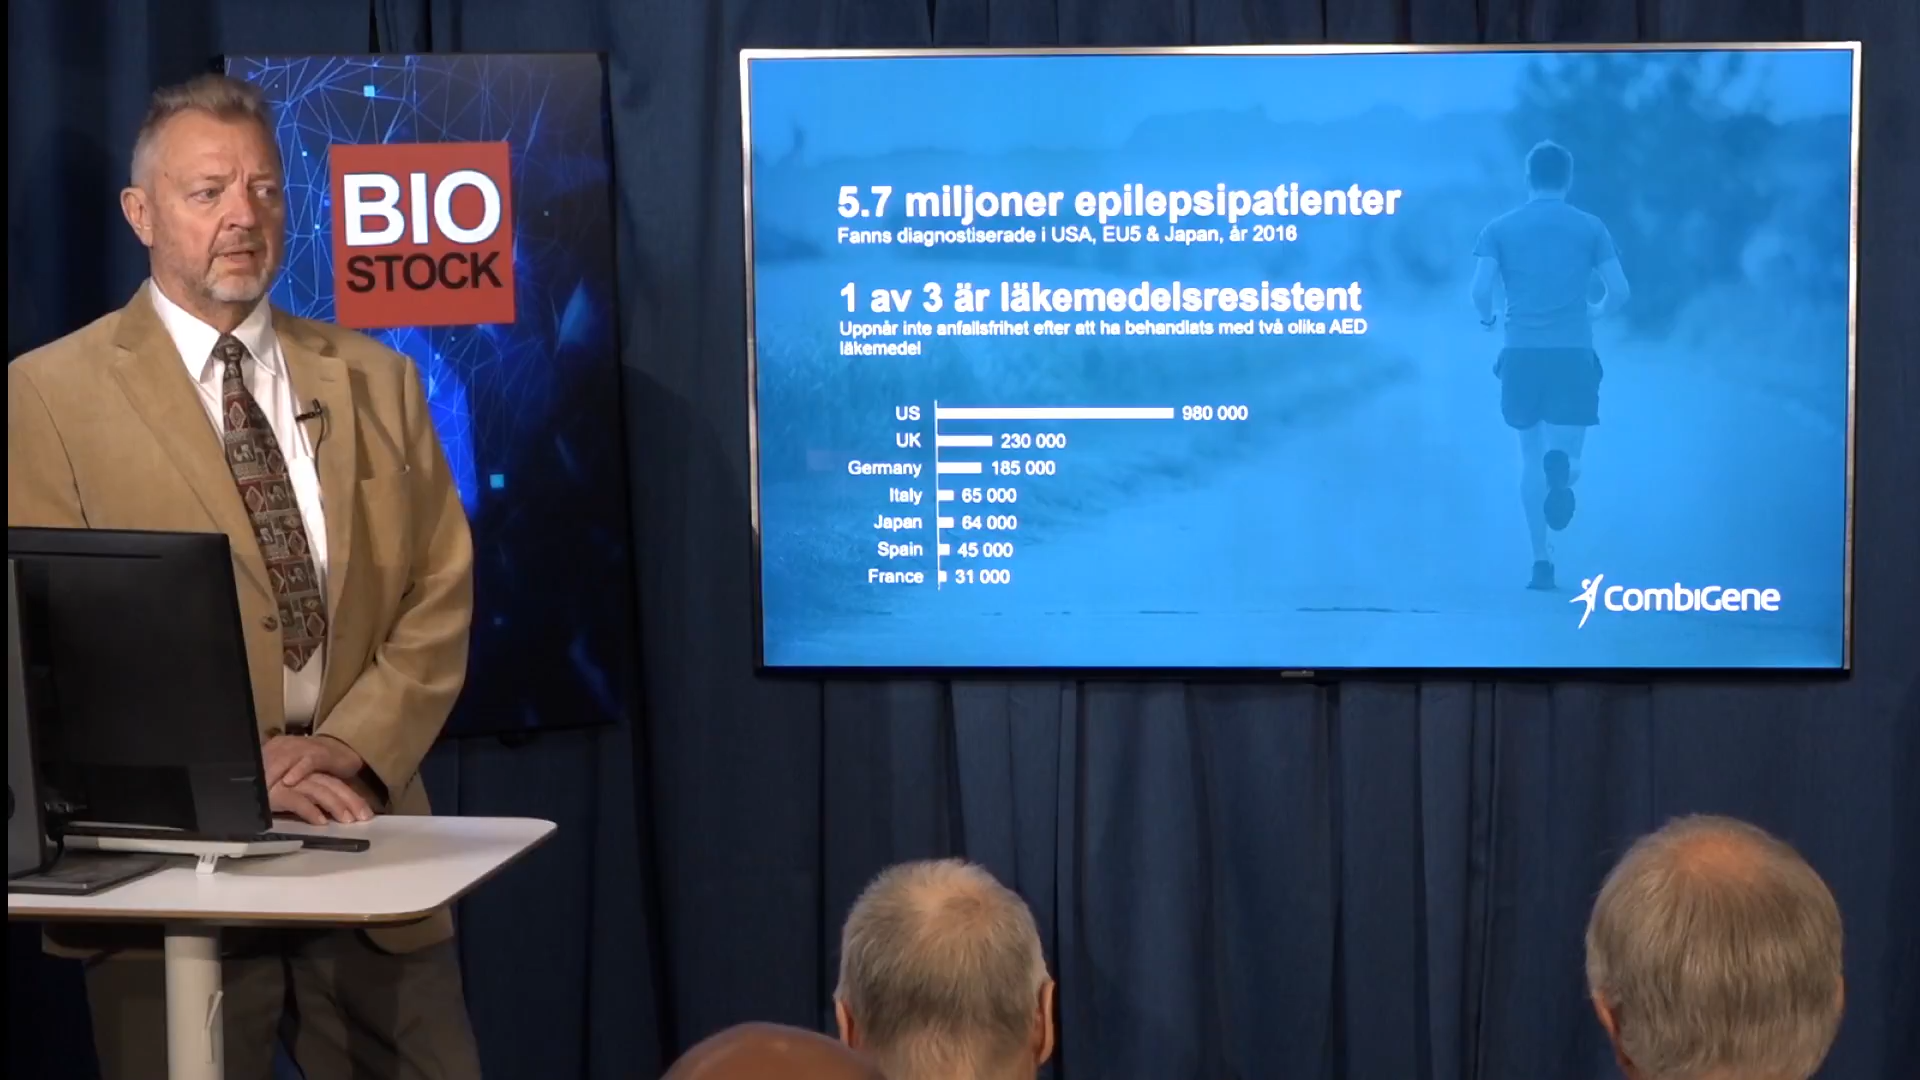 BIO
STOCK
5.7 miljoner epilepsipatienter
Fanns diagnostiserade i USA, EU5 & Japan, år 2016
1 av 3 är läkemedelsresistent
Uppnår inte anfallsfrihet efter att ha behandlats med två olika AED
läkemedel
US 980 000
UK 230 000
Germany 185 000
Italy 65 000
Japan 64 000
Spain 45 000
France 31 000
CombiGene